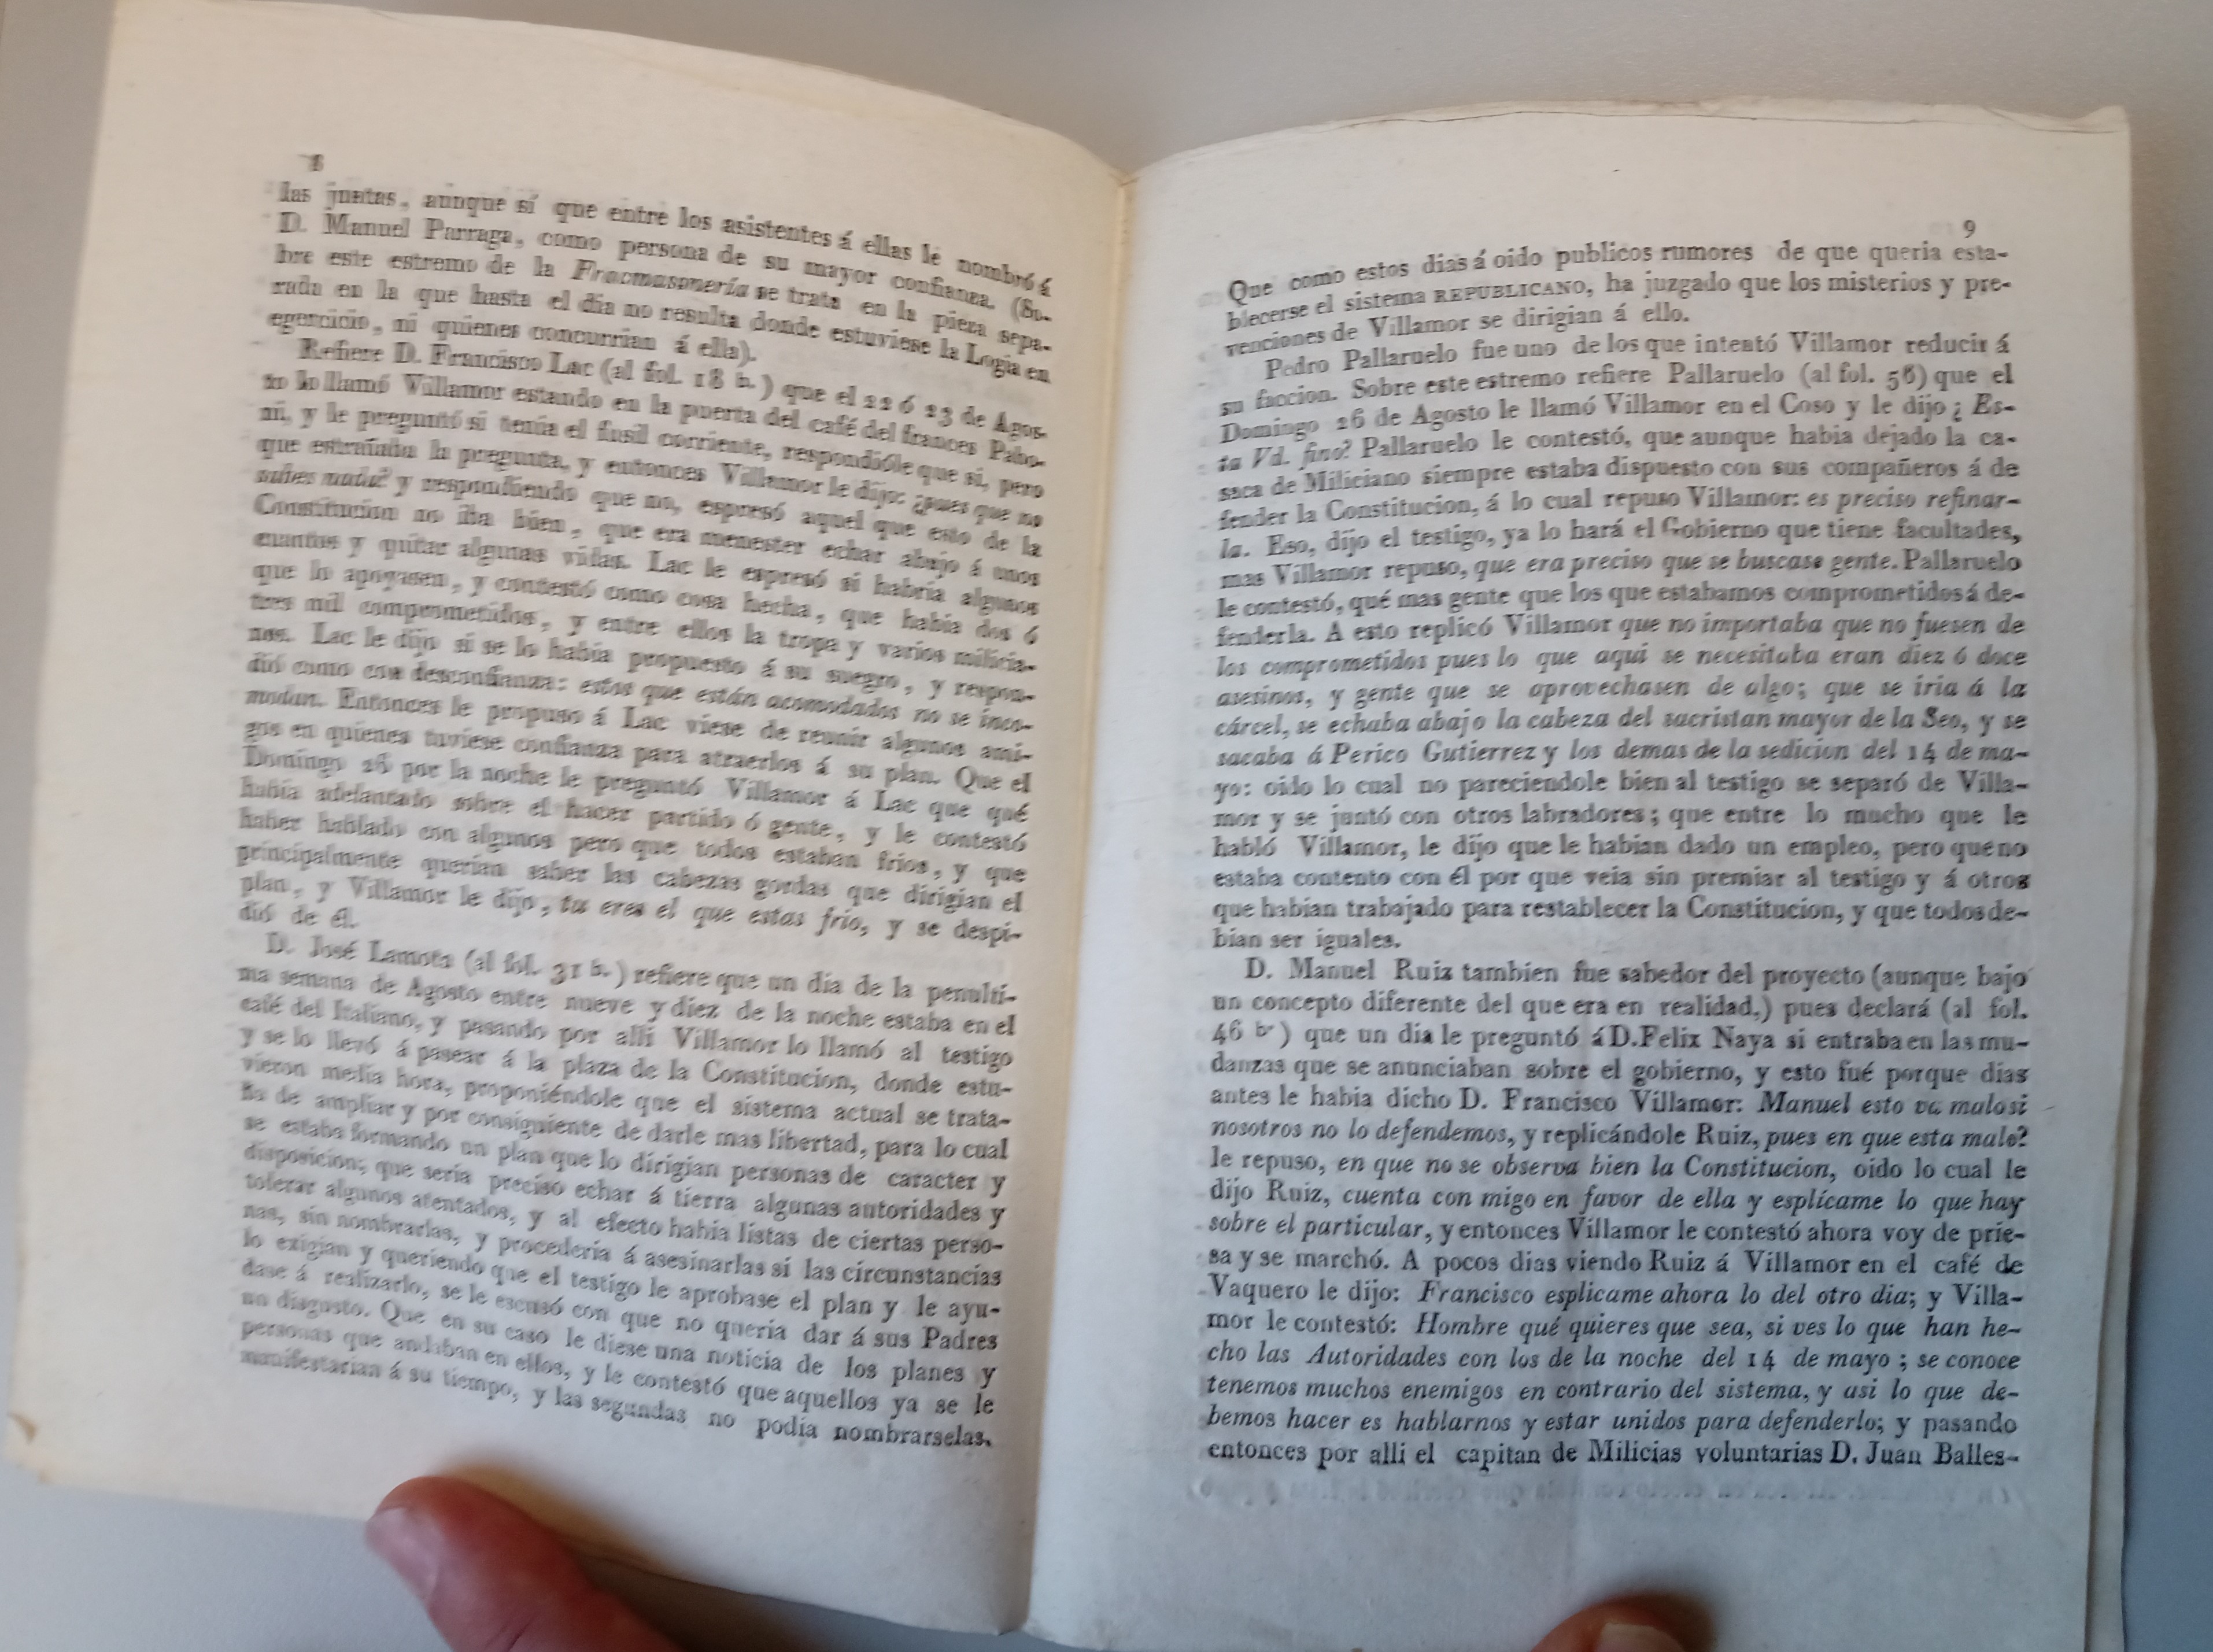 8
las juntas, aunque sí que entre los asistentes á ellas le nombró á
D. Manuel Parraga, como persona de su mayor confianza. (So-
bre este estremo de la Fracmasonería se trata en la pieza sepa-
rada en la que hasta el dia no resulta donde estuviese la Logia en
egercicio, ni quienes concurrian á ella).
Refiere D. Francisco Lac (al fol. 18 b.) que el 22 ó 23 de Agos-
to lo llamó Villamor estando en la puerta del café del frances Pabo-
ni, y le preguntó si tenía el fusil corriente, respondióle que si, pero
que estrañaba la pregunta, y entonces Villamor le dijo: ¿pues que no
sabes nada? y respondiendo que no, espresó aquel que esto de la
Constitucion no iba bien, que era menester echar abajo á unos
cuantos y quitar algunas vidas. Lac le espresó si habría algunos
que lo apoyasen, y contestó como cosa hecha, que habia dos ó
tres mil comprometidos, y entre ellos la tropa y varios milicia-
nos. Lac le dijo si se lo habia propuesto á su suegro, y respon-
dió como con desconfianza: estos que están acomodados no se inco-
modan. Entonces le propuso á Lac viese de reunir algunos ami-
gos en quienes tuviese confianza para atraerlos á su plan. Que el
Domingo 26 por la noche le preguntó Villamor á Lac que qué
habia adelantado sobre el hacer partido ó gente, y le contestó
haber hablado con algunos pero que todos estaban frios, y que
principalmente querian saber las cabezas gordas que dirigian el
plan, y Villamor le dijo, tu eres el que estas frio, y se despi-
dió de él.
D. José Lamota (al fol. 31 b.) refiere que un dia de la penulti-
ma semana de Agosto entre nueve y diez de la noche estaba en el
café del Italiano, y pasando por alli Villamor lo llamó al testigo
y se lo llevó á pasear á la plaza de la Constitucion, donde estu-
vieron media hora, proponiéndole que el sistema actual se trata-
ba de ampliar y por consiguiente de darle mas libertad, para lo cual
se estaba formando un plan que lo dirigian personas de caracter y
disposicion; que sería preciso echar á tierra algunas autoridades y
tolerar algunos atentados, y al efecto habia listas de ciertas perso-
nas, sin nombrarlas, y procederia á asesinarlas si las circunstancias
lo exigian y queriendo que el testigo le aprobase el plan y le ayu-
dase á realizarlo, se le escusó con que no queria dar á sus Padres
un disgusto. Que en su caso le diese una noticia de los planes y
personas que andaban en ellos, y le contestó que aquellos ya se le
manifestarian á su tiempo, y las segundas no podia nombrarselas.
9
Que como estos dias á oido publicos rumores de que queria esta-
blecerse el sistema REPUBLICANO, ha juzgado que los misterios y pre-
venciones de Villamor se dirigian á ello.
Pedro Pallaruelo fue uno de los que intentó Villamor reducir á
su faccion. Sobre este estremo refiere Pallaruelo (al fol. 56) que el
Domingo 26 de Agosto le llamó Villamor en el Coso y le dijo ¿ Es-
ta Vd. fino? Pallaruelo le contestó, que aunque habia dejado la ca-
saca de Miliciano siempre estaba dispuesto con sus compañeros á de
fender la Constitucion, á lo cual repuso Villamor: es preciso refinar-
la. Eso, dijo el testigo, ya lo hará el Gobierno que tiene facultades,
mas Villamor repuso, que era preciso que se buscase gente. Pallaruelo
le contestó, qué mas gente que los que estabamos comprometidos á de-
fenderla. A esto replicó Villamor que no importaba que no fuesen de
los comprometidos pues lo que aqui se necesitaba eran diez ó doce
asesinos, y gente que se aprovechasen de algo; que se iria á la
cárcel, se echaba abajo la cabeza del sacristan mayor de la Seo, y se
sacaba á Perico Gutierrez y los demas de la sedicion del 14 de ma-
yo: oido lo cual no pareciendole bien al testigo se separó de Villa-
mor y se juntó con otros labradores; que entre lo mucho que le
habló Villamor, le dijo que le habian dado un empleo, pero que no
estaba contento con él por que veia sin premiar al testigo y á otros
que habian trabajado para restablecer la Constitucion, y que todos de-
bian ser iguales.
D. Manuel Ruiz tambien fue sabedor del proyecto (aunque bajo
un concepto diferente del que era en realidad,) pues declará (al fol.
46 br ) que un dia le preguntó á D. Felix Naya si entraba en las mu-
danzas que se anunciaban sobre el gobierno, y esto fué porque dias
antes le habia dicho D. Francisco Villamor: Manuel esto va malo si
nosotros no lo defendemos, y replicándole Ruiz, pues en que esta malo?
le repuso, en que no se observa bien la Constitucion, oido lo cual le
dijo Ruiz, cuenta con migo en favor de ella y esplícame lo que hay
sobre el particular, y entonces Villamor le contestó ahora voy de prie-
sa y se marchó. A pocos dias viendo Ruiz á Villamor en el café de
Vaquero le dijo: Francisco esplicame ahora lo del otro dia; y Villa-
mor le contestó: Hombre qué quieres que sea, si ves lo que han he-
cho las Autoridades con los de la noche del 14 de mayo ; se conoce
tenemos muchos enemigos en contrario del sistema, y asi lo que de-
bemos hacer es hablarnos y estar unidos para defenderlo; y pasando
entonces por alli el capitan de Milicias voluntarias D. Juan Balles-